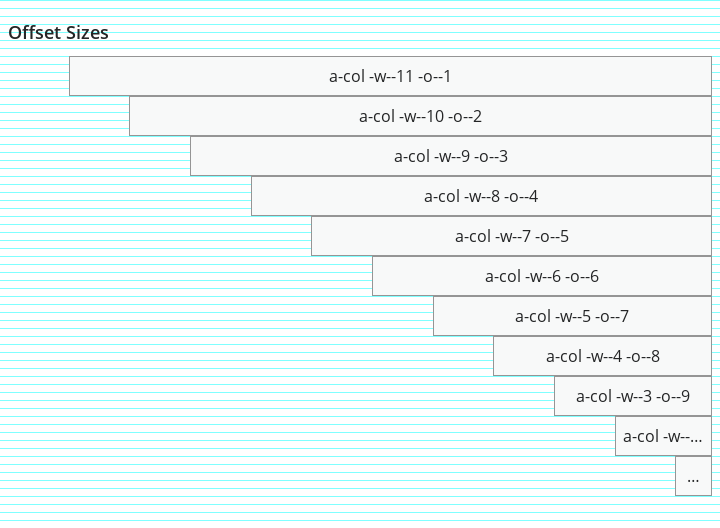 Offset Sizes
a-col -w--11 -o--1
a-col -w--10 -o--2
a-col -w--9 -o--3
a-col -w--8 -o--4
a-col -w--7 -o--5
a-col -w--6 -o--6
a-col -w--5 -o--7
a-col -w--4 -o--8
a-col -w--3 -o--9
a-col -w--...
...